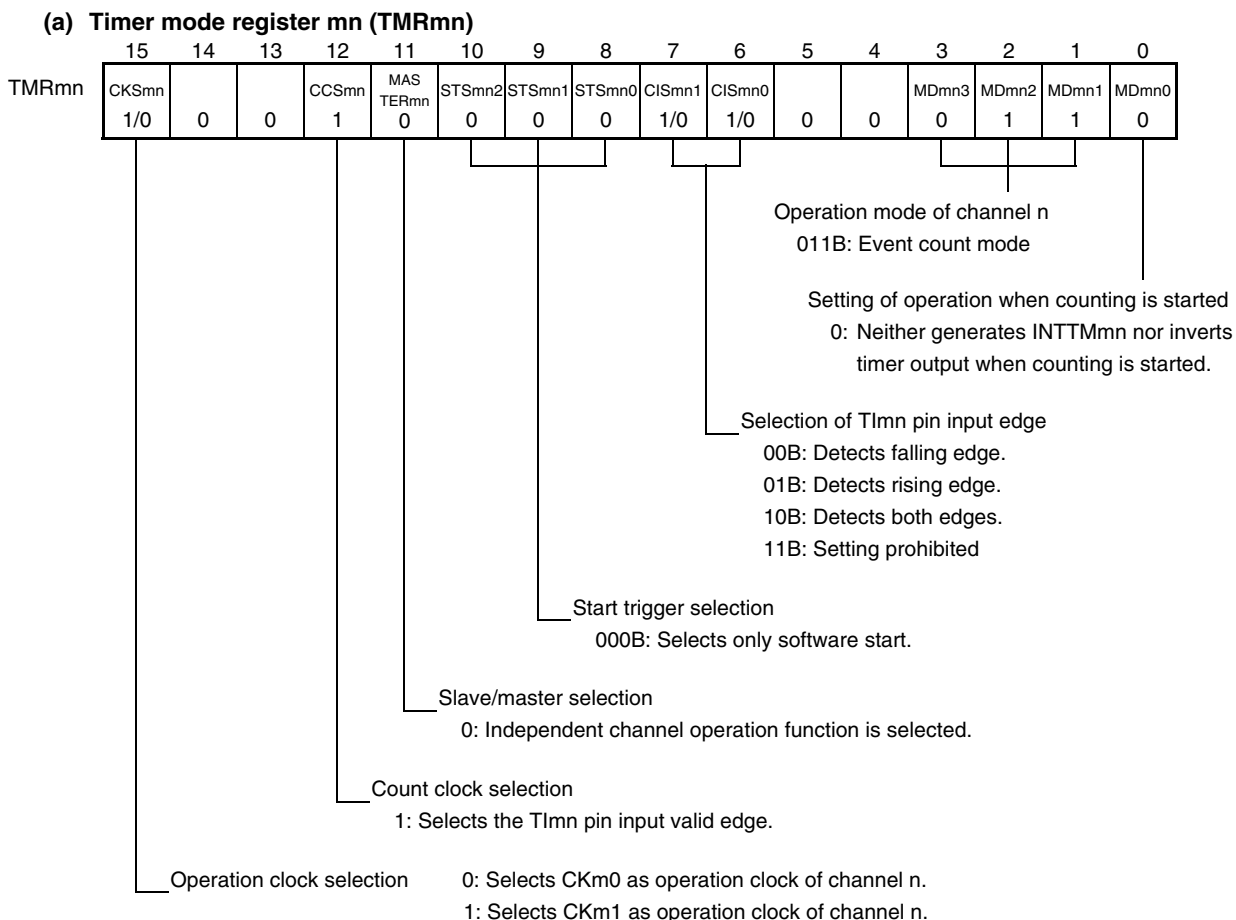 (a) Timer mode register mn (TMRmn)
15 14 13 12 11 10 9 8 7 6 5 4 3 2 1 0
TMRmn CKSmn CCSmn MAS TERmn STSmn2 STSmn1 STSmn0 CISmn1 CISmn0 MDmn3 MDmn2 MDmn1 MDmn0
1/0 0 0 1 0 0 0 0 1/0 1/0 0 0 0 1 1 0
Operation mode of channel n
011B: Event count mode
Setting of operation when counting is started
0: Neither generates INTTMmn nor inverts
timer output when counting is started.
Selection of TImn pin input edge
00B: Detects falling edge.
01B: Detects rising edge.
10B: Detects both edges.
11B: Setting prohibited
Start trigger selection
000B: Selects only software start.
Slave/master selection
0: Independent channel operation function is selected.
Count clock selection
1: Selects the TImn pin input valid edge.
Operation clock selection 0: Selects CKm0 as operation clock of channel n.
1: Selects CKm1 as operation clock of channel n.